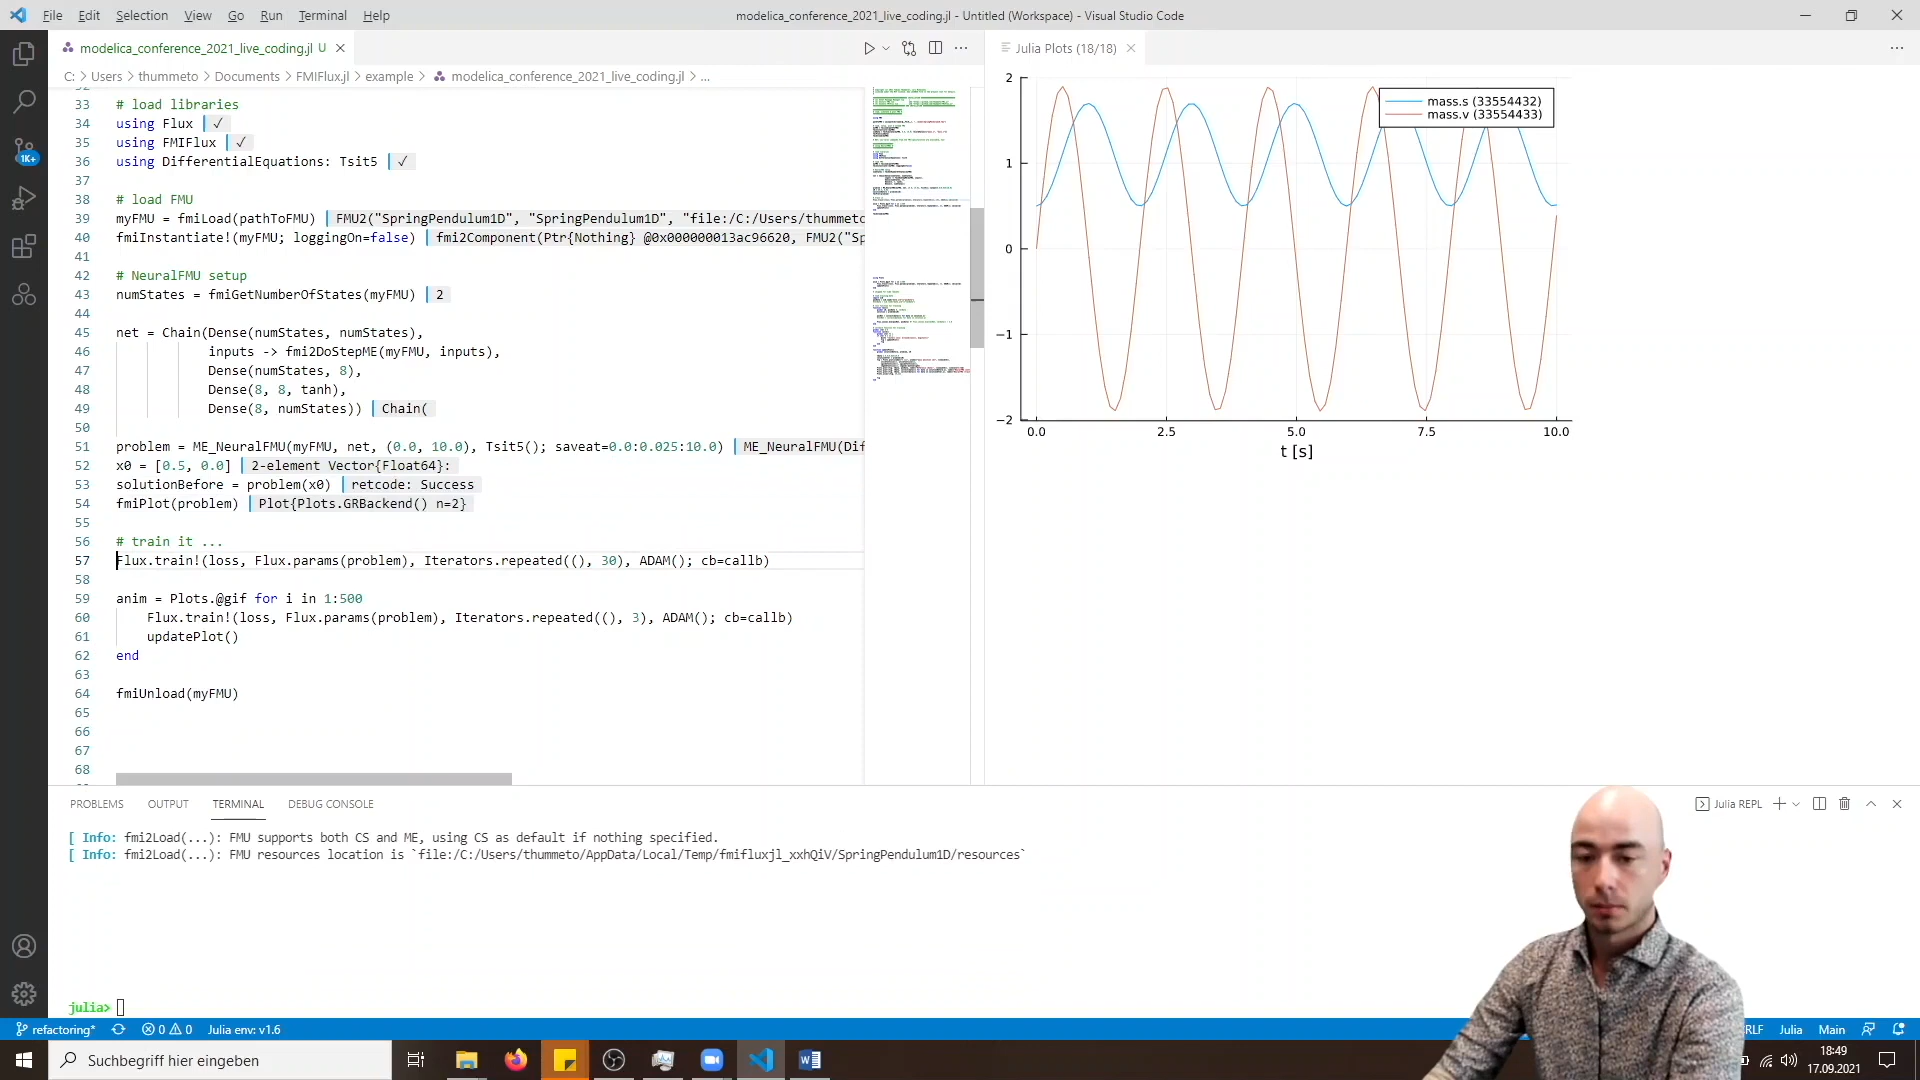 File Edit Selection View Go Run Terminal Help
modelica_conference_2021_live_coding.jl - Untitled (Workspace) - Visual Studio Code
modelica_conference_2021_live_coding.jl U
C: > Users > thummeto > Documents > FMIFlux.jl > example > modelica_conference_2021_live_coding.jl > ...
33 # load libraries
34 using Flux ✓
35 using FMIFlux ✓
36 using DifferentialEquations: Tsit5 ✓
37
38 # load FMU
39 myFMU = fmiLoad(pathToFMU) FMU2("SpringPendulum1D", "SpringPendulum1D", "file:/C:/Users/thummeto
40 fmiInstantiate!(myFMU; loggingOn=false) fmi2Component(Ptr{Nothing} @0x000000013ac96620, FMU2("Sp
41
42 # NeuralFMU setup
43 numStates = fmiGetNumberOfStates(myFMU) 2
44
45 net = Chain(Dense(numStates, numStates),
46 inputs -> fmi2DoStepME(myFMU, inputs),
47 Dense(numStates, 8),
48 Dense(8, 8, tanh),
49 Dense(8, numStates)) Chain(
50
51 problem = ME_NeuralFMU(myFMU, net, (0.0, 10.0), Tsit5(); saveat=0.0:0.025:10.0) ME_NeuralFMU(Dif
52 x0 = [0.5, 0.0] 2-element Vector{Float64}:
53 solutionBefore = problem(x0) retcode: Success
54 fmiPlot(problem) Plot{Plots.GRBackend() n=2}
55
56 # train it ...
57 Flux.train!(loss, Flux.params(problem), Iterators.repeated((), 30), ADAM(); cb=callb)
58
59 anim = Plots.@gif for i in 1:500
60 Flux.train!(loss, Flux.params(problem), Iterators.repeated((), 3), ADAM(); cb=callb)
61 updatePlot()
62 end
63
64 fmiUnload(myFMU)
65
66
67
68
Julia Plots (18/18)
2
1
0
−1
−2
0.0 2.5 5.0 7.5 10.0
t [s]
mass.s (33554432)
mass.v (33554433)
PROBLEMS OUTPUT TERMINAL DEBUG CONSOLE
Julia REPL
[ Info: fmi2Load(...): FMU supports both CS and ME, using CS as default if nothing specified.
[ Info: fmi2Load(...): FMU resources location is `file:/C:/Users/thummeto/AppData/Local/Temp/fmifluxjl_xxhQiV/SpringPendulum1D/resources`
julia>
1K+
refactoring* 0 0 Julia env: v1.6
RLF Julia Main
Suchbegriff hier eingeben
18:49
17.09.2021